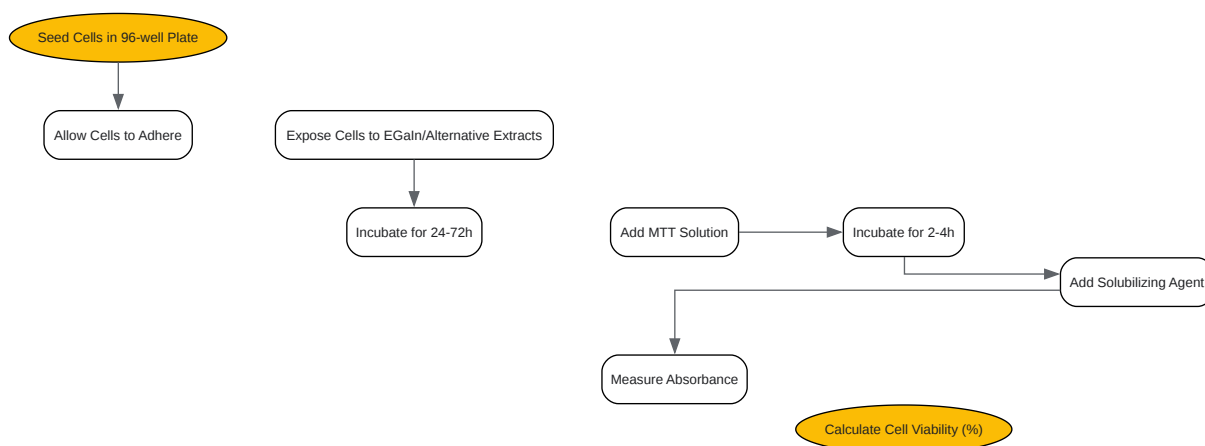 Seed Cells in 96-well Plate
Allow Cells to Adhere
Expose Cells to EGaIn/Alternative Extracts
Incubate for 24-72h
Add MTT Solution
Incubate for 2-4h
Add Solubilizing Agent
Measure Absorbance
Calculate Cell Viability (%)